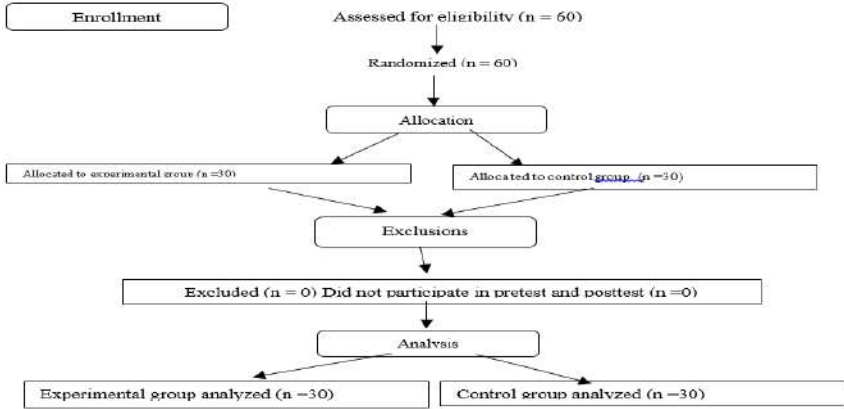 Enrollment
Assessed for eligibility (n = 60)
Randomized (n = 60)
Allocation
Allocated to experimental group (n =30)
Allocated to control group (n =30)
Exclusions
Excluded (n = 0) Did not participate in pretest and posttest (n =0)
Analysis
Experimental group analyzed (n =30)
Control group analyzed (n =30)